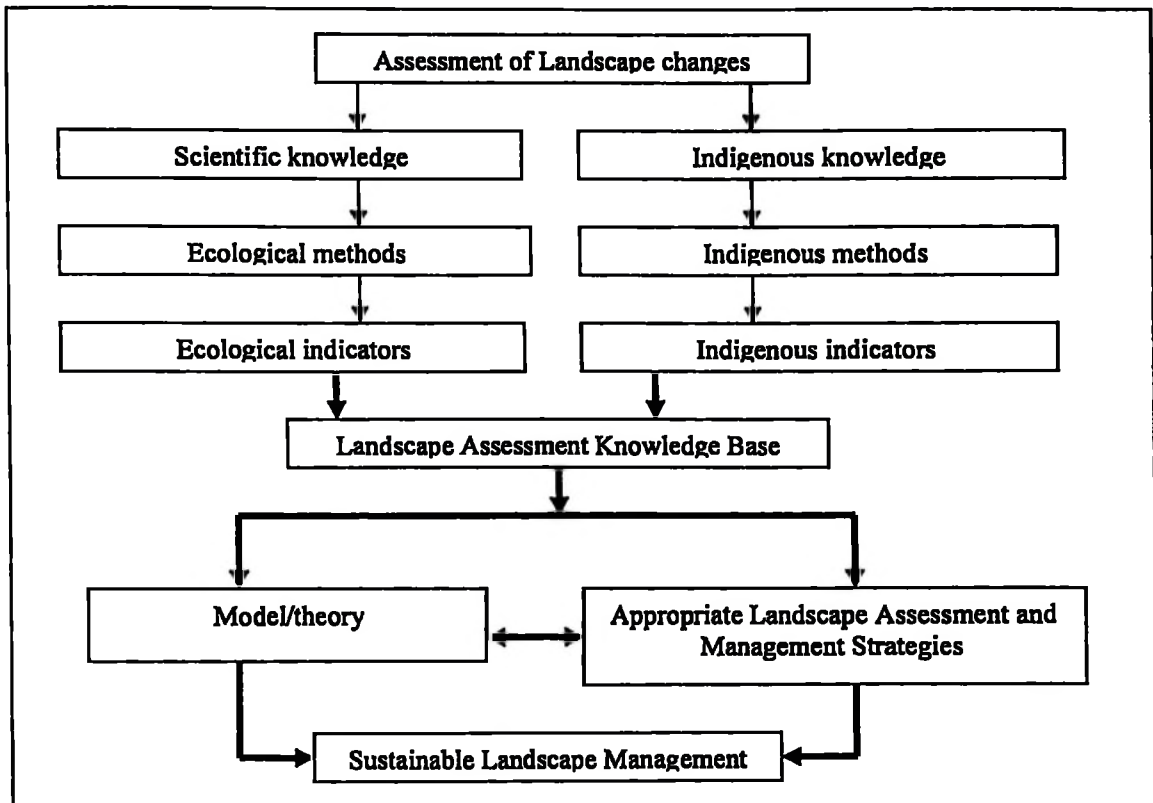 Assessment of Landscape changes
Scientific knowledge
Indigenous knowledge
Ecological methods
Indigenous methods
Ecological indicators
Indigenous indicators
Landscape Assessment Knowledge Base
Model/theory
Appropriate Landscape Assessment and
Management Strategies
Sustainable Landscape Management